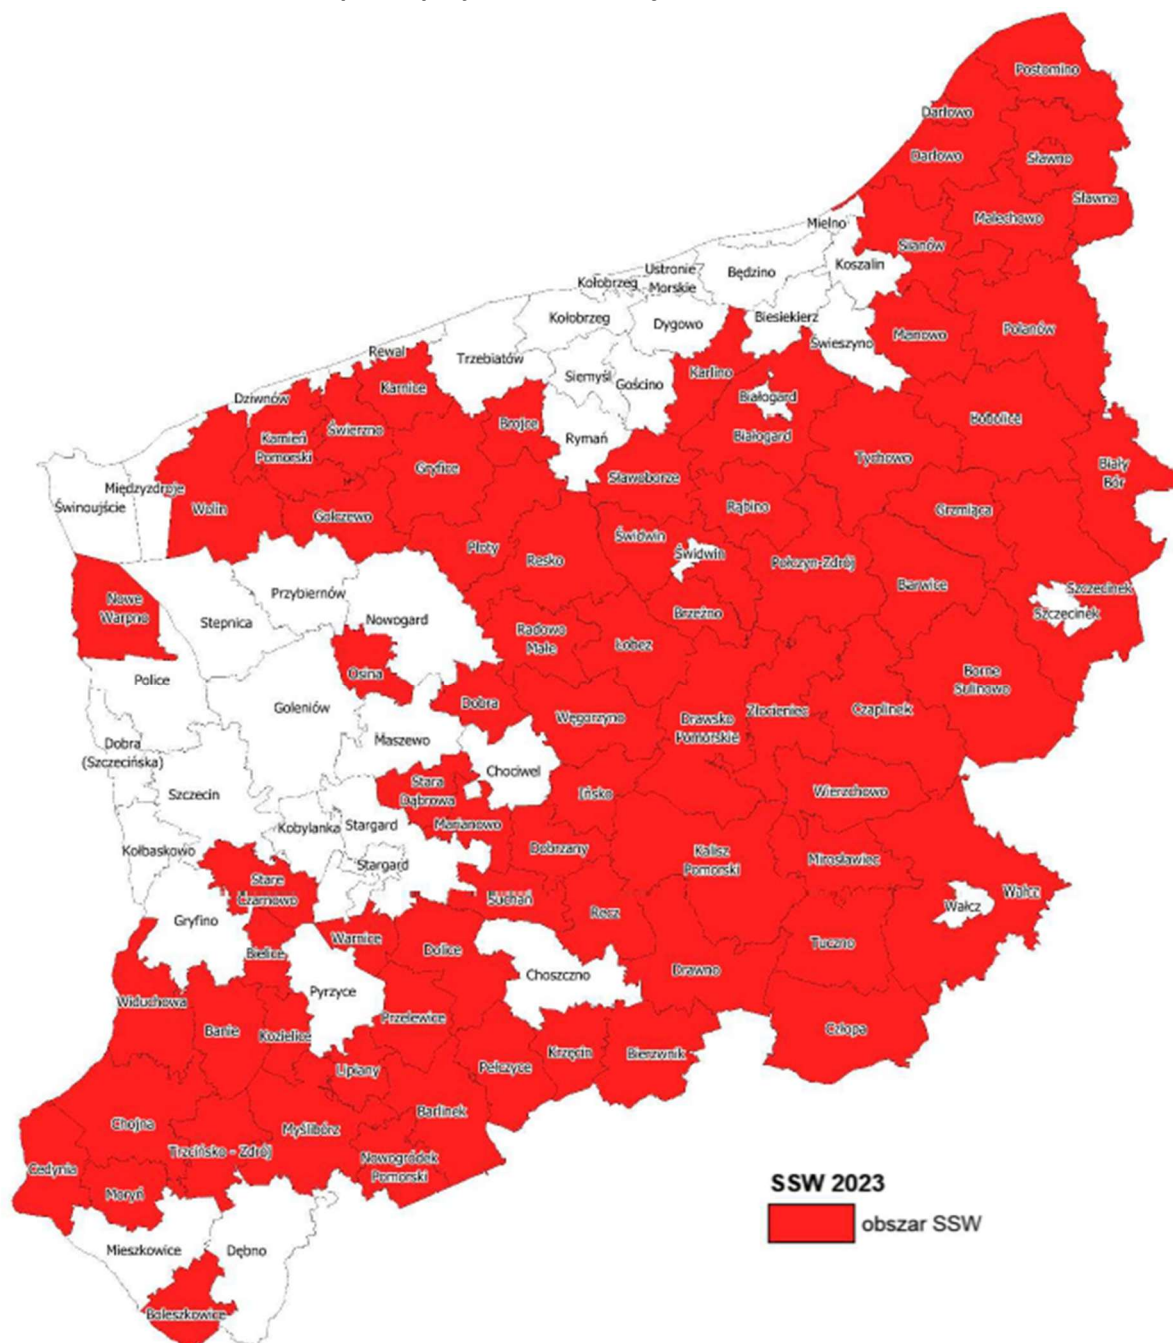 Postomino
Darłowo
Darłowo
Sławno
Sławno
Malechowo
Mielno
Sianów
Koszalin
Ustronie
Morskie
Będzino
Kołobrzeg
Kołobrzeg
Dygowo
Biesiekierz
Świeszyno
Manowo
Polanów
Rewal
Trzebiatów
Siemyśl
Gościno
Karlino
Karnice
Dziwnów
Białogard
Białogard
Bobolice
Kamień
Pomorski
Świerzno
Brojce
Rymań
Gryfice
Tychowo
Biały
Bór
Międzyzdroje
Świnoujście
Wolin
Golczewo
Sławoborze
Rąbino
Grzmiąca
Płoty
Resko
Świdwin
Świdwin
Połczyn-Zdrój
Barwice
Szczecinek
Szczecinek
Nowe
Warpno
Przybiernów
Stepnica
Nowogard
Radowo
Małe
Łobez
Brzeżno
Police
Osina
Borne
Sulinowo
Goleniów
Dobra
Węgorzyno
Drawsko
Pomorskie
Złocieniec
Czaplinek
Dobra
(Szczecińska)
Maszewo
Chociwel
Szczecin
Stara
Dąbrowa
Ińsko
Wierzchowo
Kobylanka
Stargard
Marianowo
Kołbaskowo
Stargard
Dobrzany
Kalisz
Pomorski
Mirosławiec
Stare
Czarnowo
Suchań
Recz
Wałcz
Wałcz
Gryfino
Warnice
Dolice
Tuczno
Bielice
Choszczno
Drawno
Pyrzyce
Widuchowa
Banie
Kozielice
Przelewice
Człopa
Lipiany
Pełczyce
Krzęcin
Bierzwnik
Chojna
Myślibórz
Barlinek
Cedynia
Trzcińsko - Zdrój
Nowogródek
Pomorski
Moryń
SSW 2023
obszar SSW
Mieszkowice
Dębno
Boleszkowice